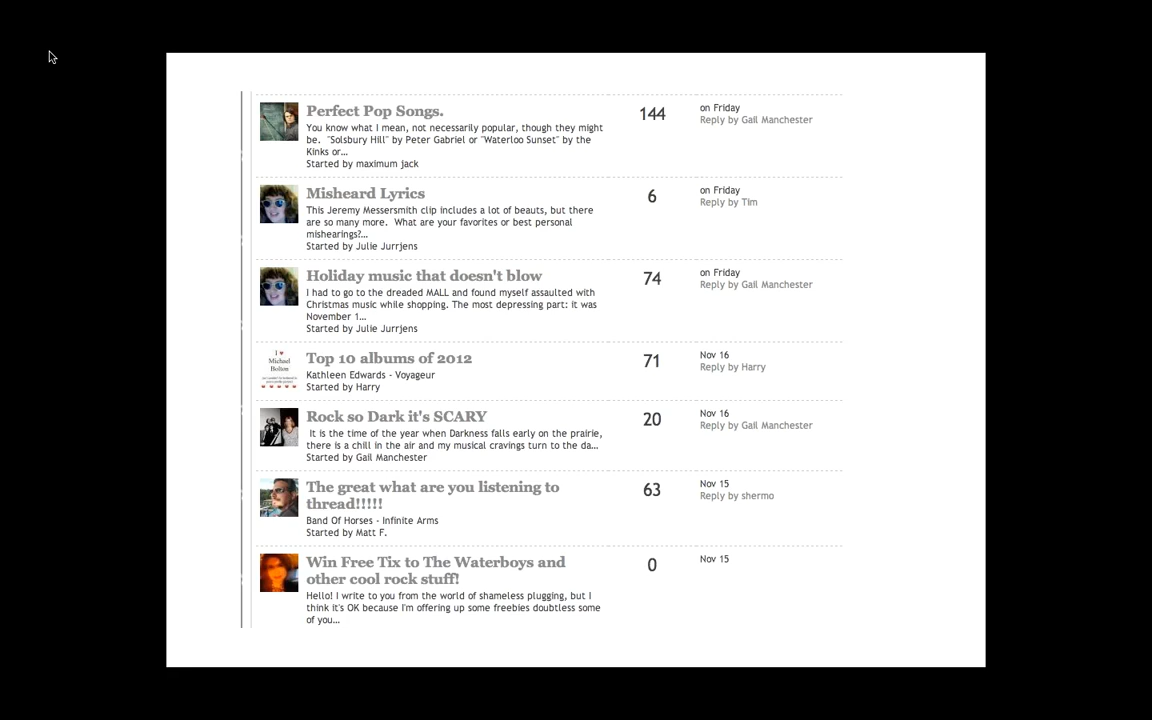 Perfect Pop Songs.
144
on Friday
Reply by Gail Manchester
You know what I mean, not necessarily popular, though they might
be.  "Solsbury Hill" by Peter Gabriel or "Waterloo Sunset" by the
Kinks or…
Started by maximum jack
Misheard Lyrics
6
on Friday
Reply by Tim
This Jeremy Messersmith clip includes a lot of beauts, but there
are so many more.  What are your favorites or best personal
mishearings?…
Started by Julie Jurrjens
Holiday music that doesn't blow
74
on Friday
Reply by Gail Manchester
I had to go to the dreaded MALL and found myself assaulted with
Christmas music while shopping. The most depressing part: it was
November 1…
Started by Julie Jurrjens
I ♥
Michael
Bolton
Top 10 albums of 2012
71
Nov 16
Reply by Harry
Kathleen Edwards - Voyageur
Started by Harry
Rock so Dark it's SCARY
20
Nov 16
Reply by Gail Manchester
It is the time of the year when Darkness falls early on the prairie,
there is a chill in the air and my musical cravings turn to the da…
Started by Gail Manchester
The great what are you listening to
thread!!!!!
63
Nov 15
Reply by shermo
Band Of Horses - Infinite Arms
Started by Matt F.
Win Free Tix to The Waterboys and
other cool rock stuff!
0
Nov 15
Hello! I write to you from the world of shameless plugging, but I
think it's OK because I'm offering up some freebies doubtless some
of you…